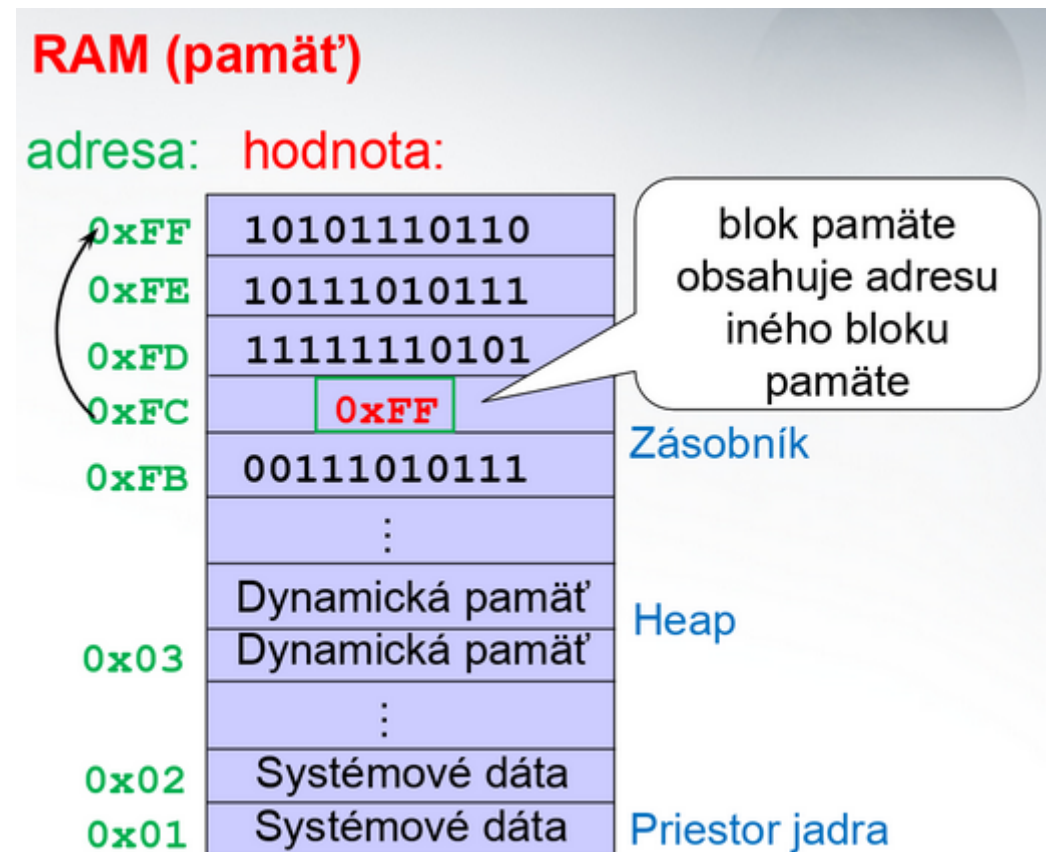 RAM (pamäť)
adresa: hodnota:
0xFF 10101110110
0xFE 10111010111
0xFD 11111110101
0xFC 0xFF
0xFB 00111010111
⋮
Dynamická pamäť
0x03 Dynamická pamäť
⋮
0x02 Systémové dáta
0x01 Systémové dáta
blok pamäte
obsahuje adresu
iného bloku
pamäte
Zásobník
Heap
Priestor jadra